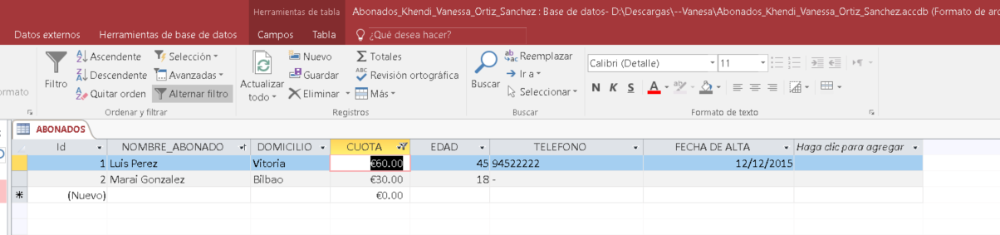 Herramientas de tabla Abonados_Khendi_Vanessa_Ortiz_Sanchez : Base de datos- D:\Descargas\--Vanesa\Abonados_Khendi_Vanessa_Ortiz_Sanchez.accdb (Formato de arc
Datos externos Herramientas de base de datos Campos Tabla ¿Qué desea hacer?
Ascendente Selección Nuevo Totales Reemplazar Calibri (Detalle) 11
Descendente Avanzadas Guardar Revisión ortográfica Ir a
ormato Filtro Quitar orden Alternar filtro Actualizar todo Eliminar Más Buscar Seleccionar N K S A
Ordenar y filtrar Registros Buscar Formato de texto
ABONADOS
Id NOMBRE_ABONADO DOMICILIO CUOTA EDAD TELEFONO FECHA DE ALTA Haga clic para agregar
1 Luis Perez Vitoria €60.00 45 94522222 12/12/2015
2 Marai Gonzalez Bilbao €30.00 18 -
(Nuevo) €0.00